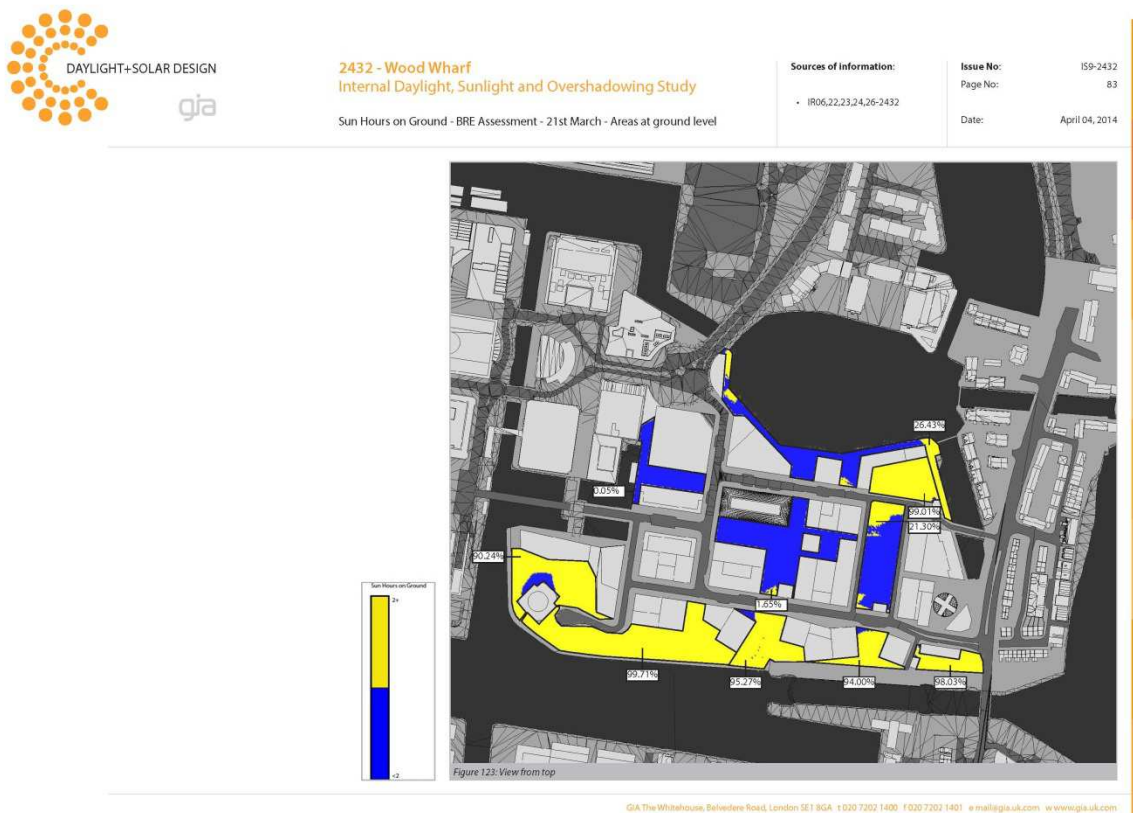 DAYLIGHT+SOLAR DESIGN
gia
2432 - Wood Wharf
Internal Daylight, Sunlight and Overshadowing Study
Sun Hours on Ground - BRE Assessment - 21st March - Areas at ground level
Sources of information:
• IR06,22,23,24,26-2432
Issue No: IS9-2432
Page No: 83
Date: April 04, 2014
26.43%
0.05%
99.01%
21.30%
90.24%
1.65%
99.71%
95.27%
94.00%
98.03%
Sun Hours on Ground
2+
<2
Figure 123: View from top
GIA The Whitehouse, Belvedere Road, London SE1 8GA t 020 7202 1400 f 020 7202 1401 e mail@gia.uk.com w www.gia.uk.com